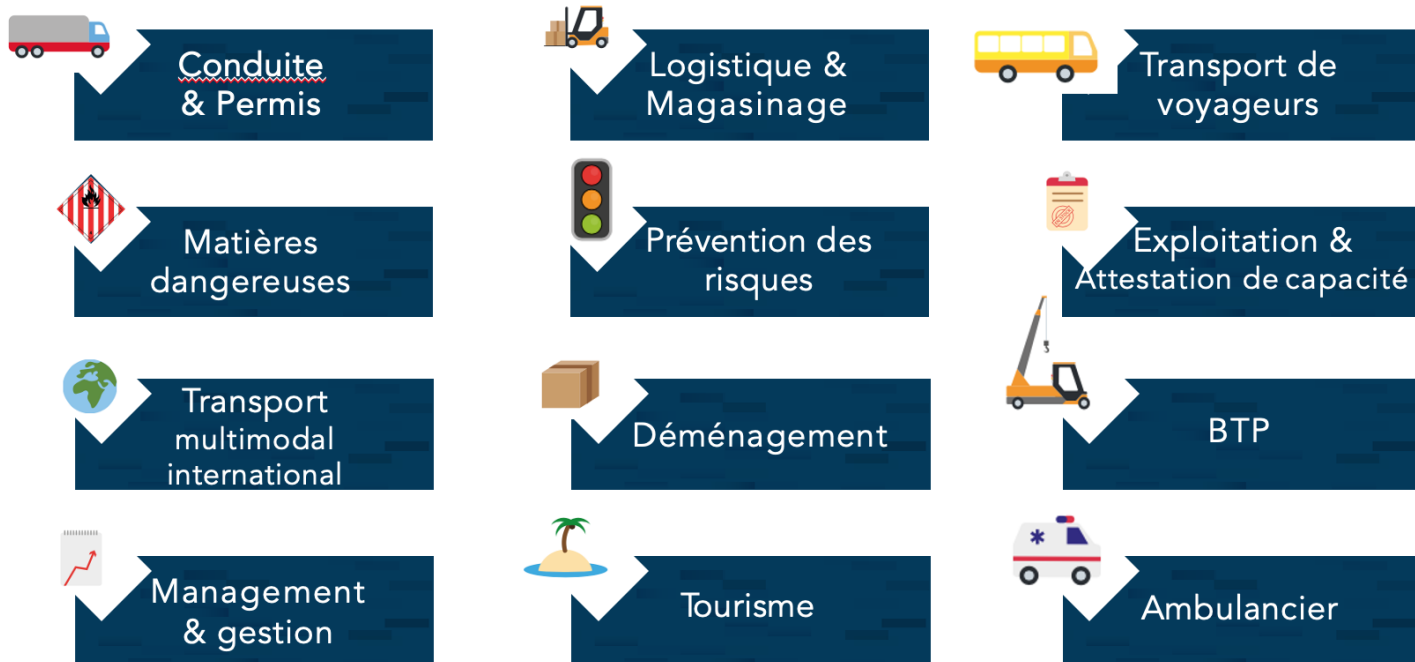 Conduite
& Permis
Logistique &
Magasinage
Transport de
voyageurs
Matières
dangereuses
Prévention des
risques
Exploitation &
Attestation de capacité
Transport
multimodal
international
Déménagement
BTP
Management
& gestion
Tourisme
Ambulancier